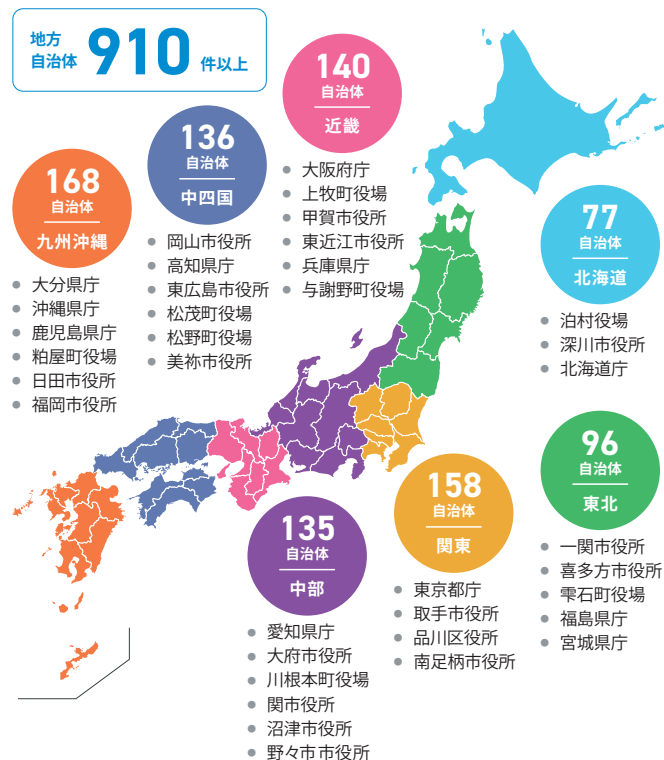 地方
自治体
910
件以上
140
自治体
近畿
大阪府庁
上牧町役場
甲賀市役所
東近江市役所
兵庫県庁
与謝野町役場
136
自治体
中四国
岡山市役所
高知県庁
東広島市役所
松茂町役場
松野町役場
美祢市役所
168
自治体
九州沖縄
大分県庁
沖縄県庁
鹿児島県庁
粕屋町役場
日田市役所
福岡市役所
77
自治体
北海道
泊村役場
深川市役所
北海道庁
96
自治体
東北
一関市役所
喜多方市役所
雫石町役場
福島県庁
宮城県庁
158
自治体
関東
東京都庁
取手市役所
品川区役所
南足柄市役所
135
自治体
中部
愛知県庁
大府市役所
川根本町役場
関市役所
沼津市役所
野々市市役所